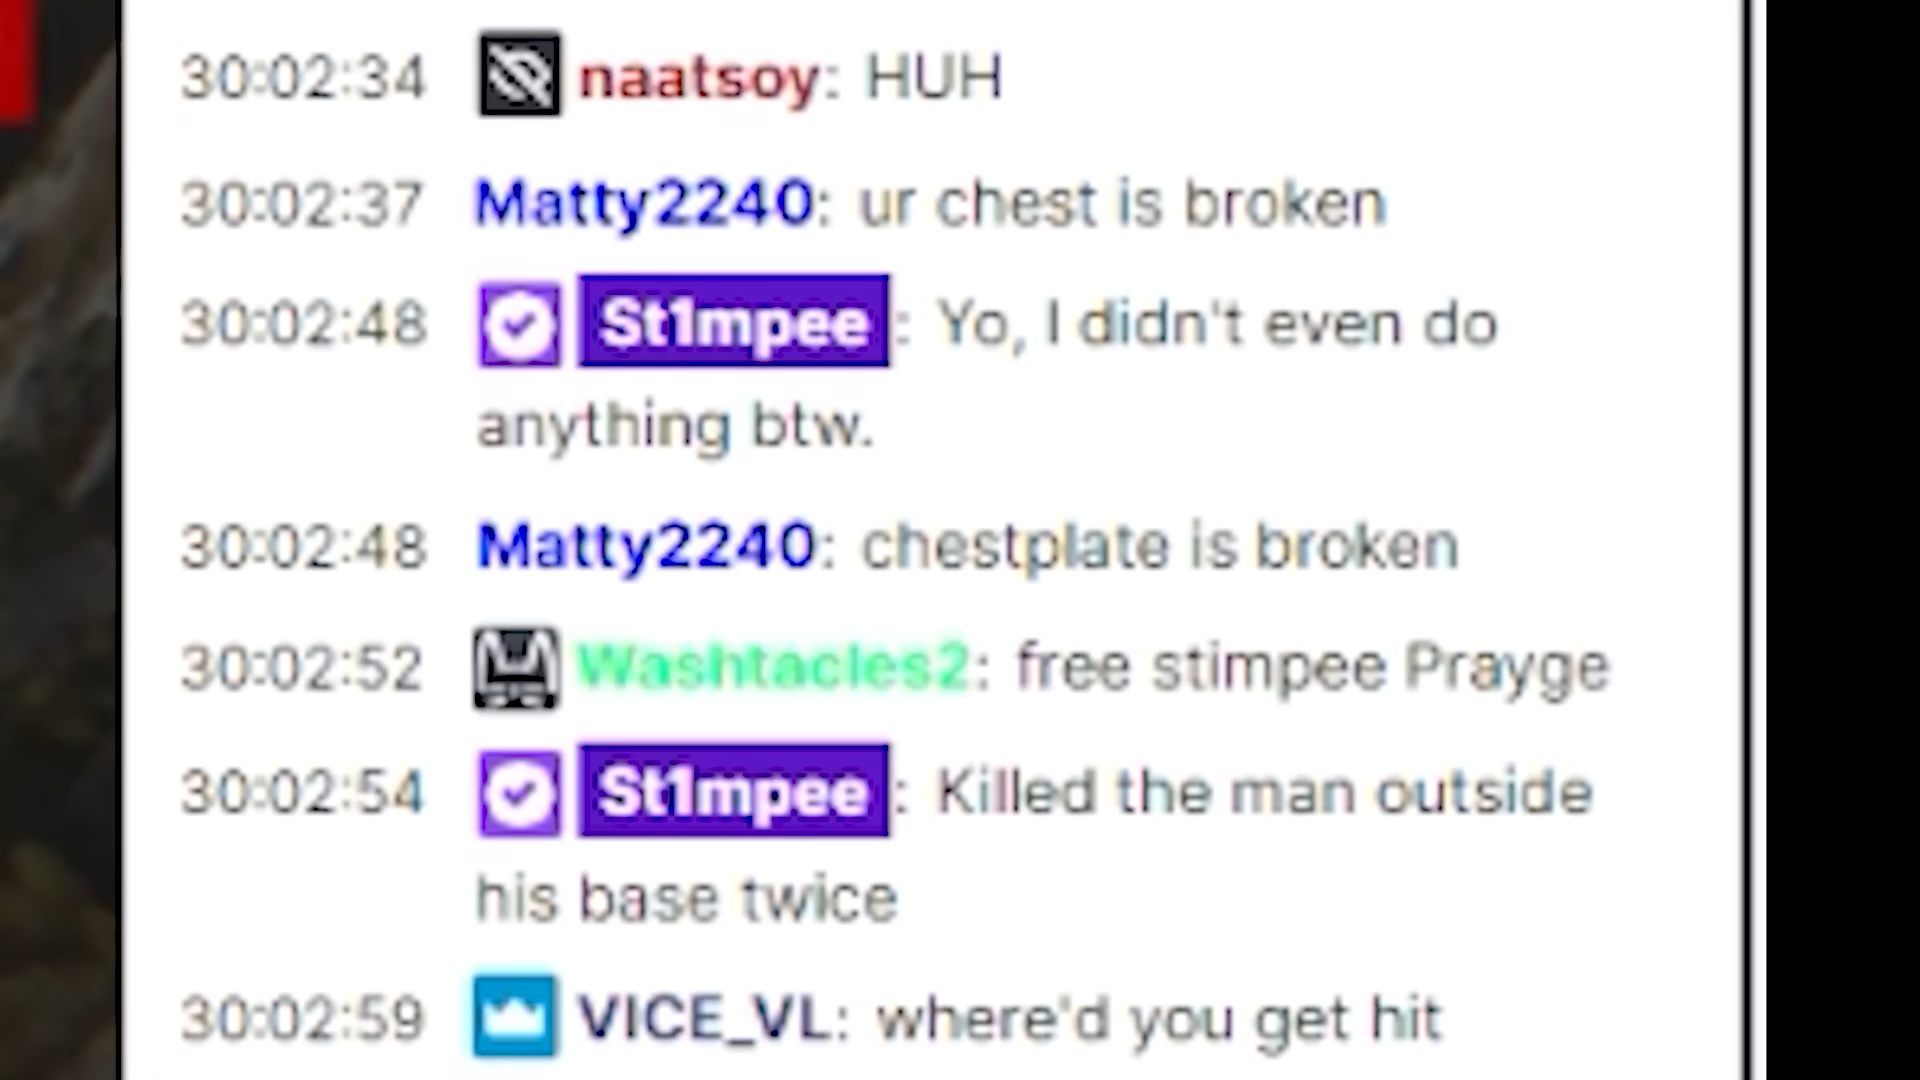 30:02:34 naatsoy: HUH
30:02:37 Matty2240: ur chest is broken
30:02:48 St1mpee: Yo, I didn't even do
anything btw.
30:02:48 Matty2240: chestplate is broken
30:02:52 Washtacles2: free stimpee Prayge
30:02:54 St1mpee: Killed the man outside
his base twice
30:02:59 VICE_VL: where'd you get hit